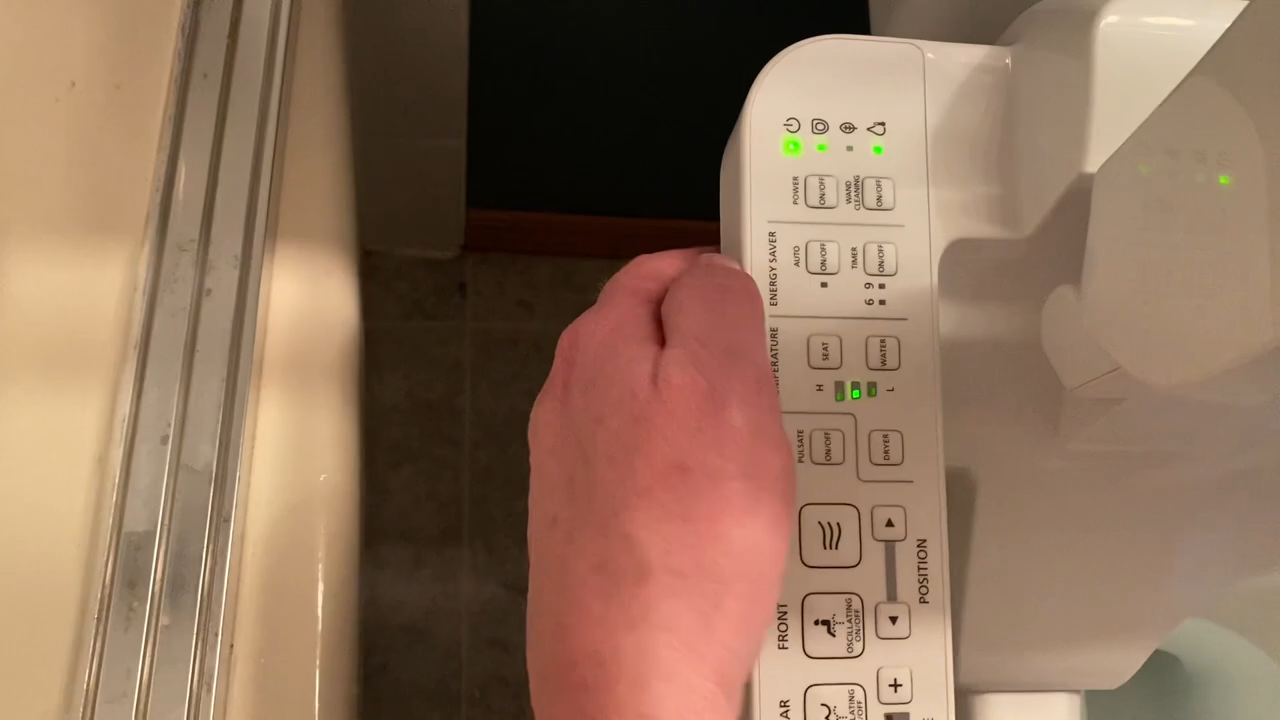 POWER
ON/OFF
WAND
CLEANING
ON/OFF
ENERGY SAVER
AUTO
ON/OFF
TIMER
ON/OFF
6 9
SEAT
WATER
H
L
PULSATE
ON/OFF
DRYER
POSITION
FRONT
OSCILLATING
ON/OFF
+